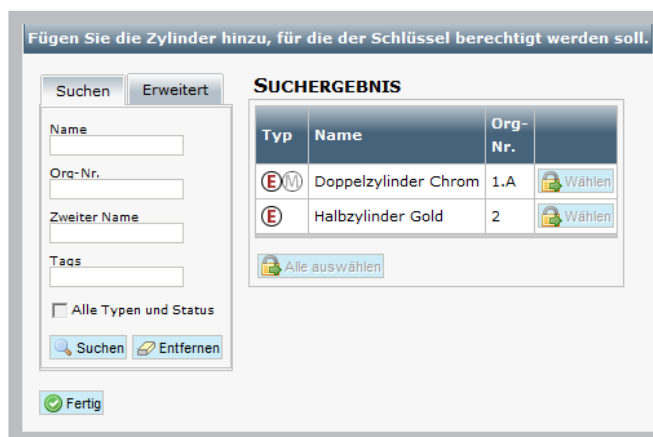 Fügen Sie die Zylinder hinzu, für die der Schlüssel berechtigt werden soll.
Suchen Erweitert
Name
Org-Nr.
Zweiter Name
Tags
Alle Typen und Status
Suchen Entfernen
Fertig
SUCHERGEBNIS
Typ Name Org-
Nr.
E M Doppelzylinder Chrom 1.A Wählen
E Halbzylinder Gold 2 Wählen
Alle auswählen